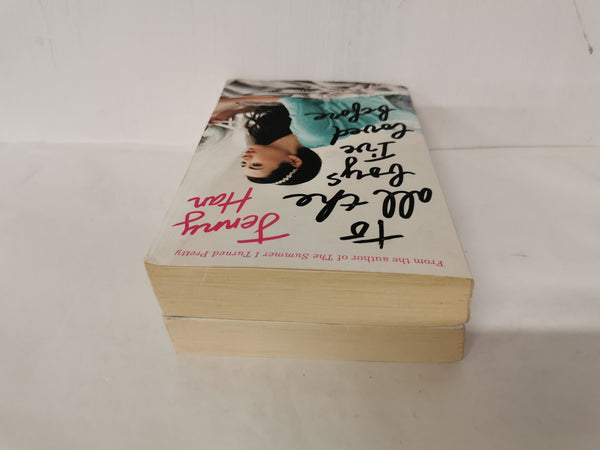 From the author of The Summer I Turned Pretty
Jenny
Han
to
all the
boys
I've
loved
before